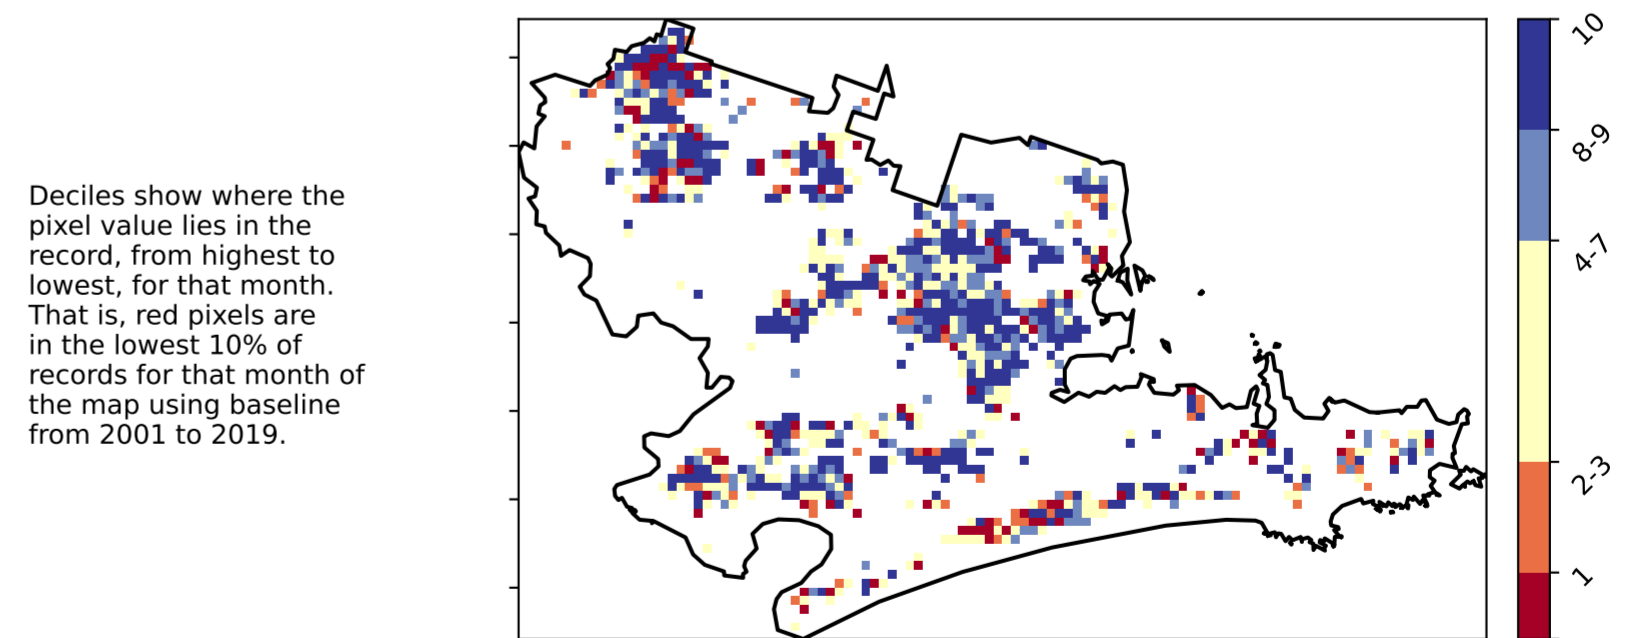 Deciles show where the
pixel value lies in the
record, from highest to
lowest, for that month.
That is, red pixels are
in the lowest 10% of
records for that month of
the map using baseline
from 2001 to 2019.
10
8-9
4-7
2-3
1